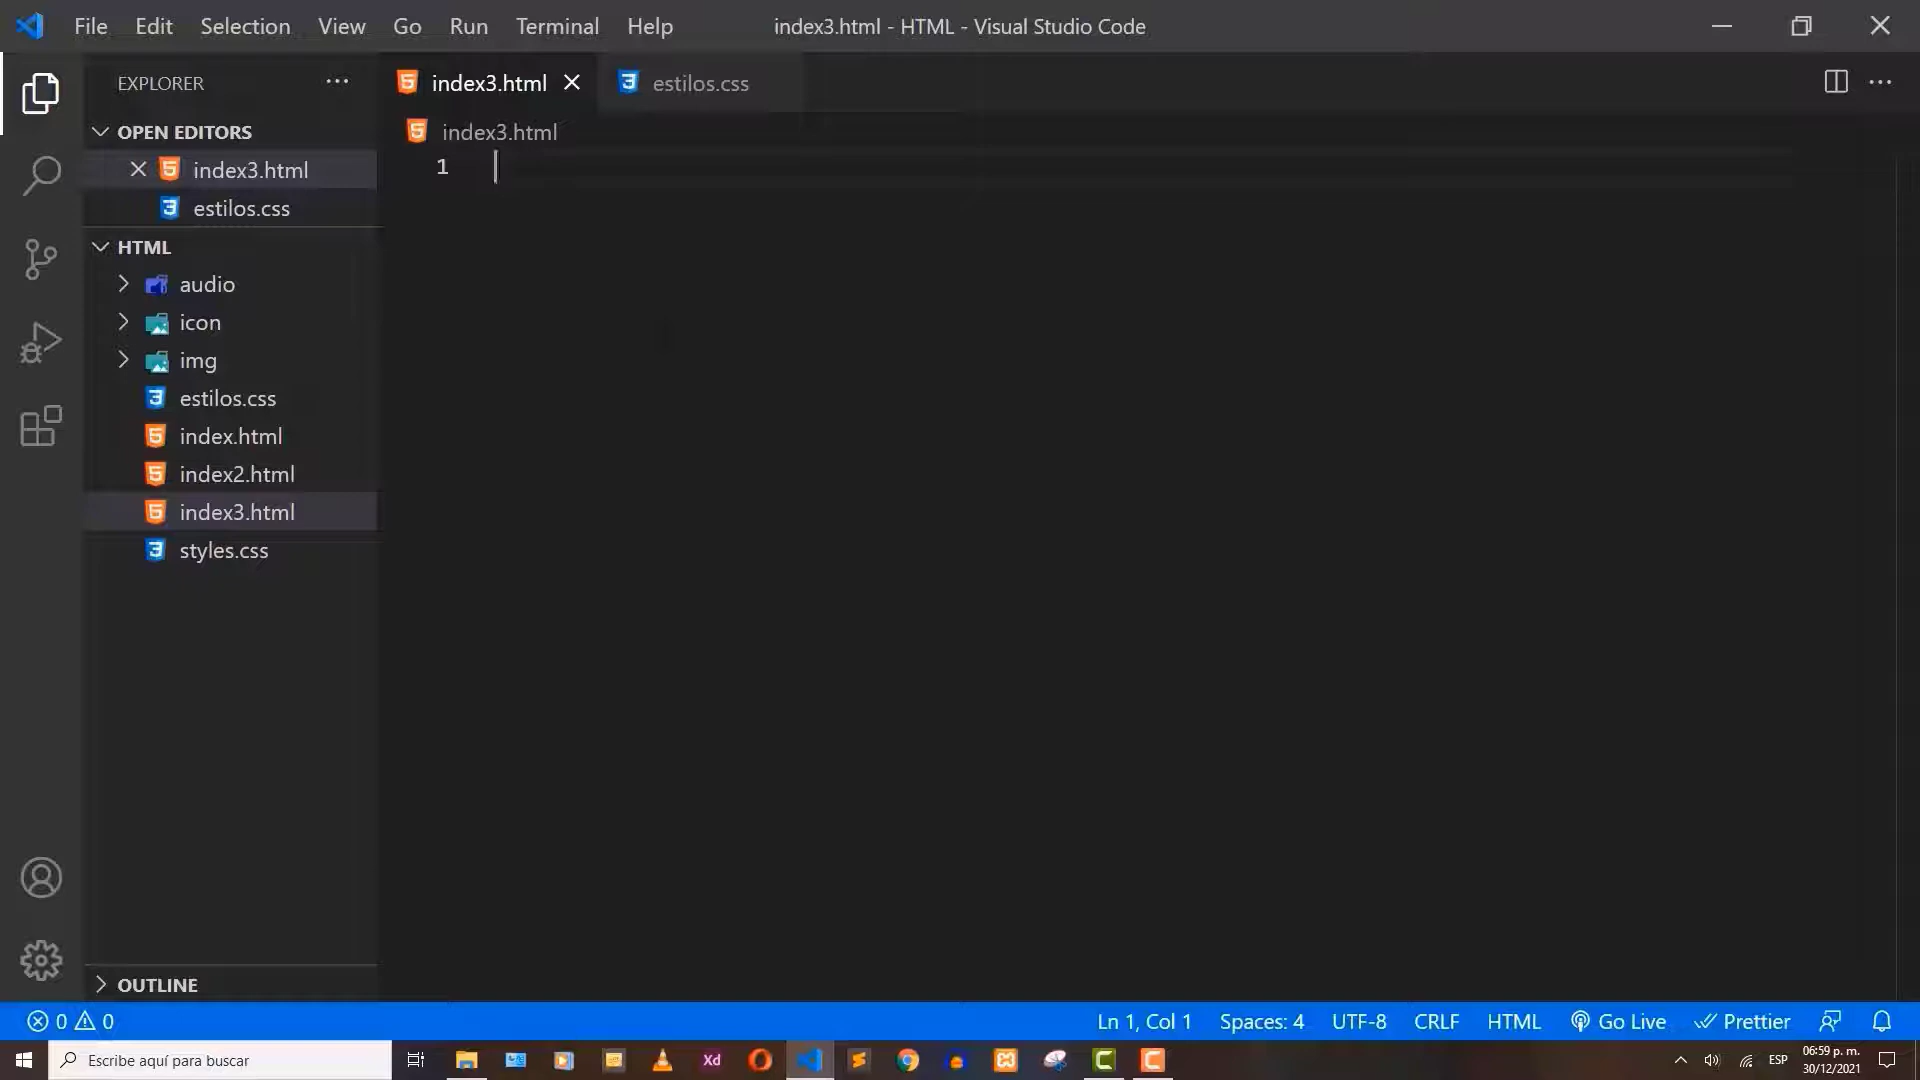 File Edit Selection View Go Run Terminal Help index3.html - HTML - Visual Studio Code
EXPLORER
index3.html
estilos.css
OPEN EDITORS
index3.html
index3.html
1
estilos.css
HTML
audio
icon
img
estilos.css
index.html
index2.html
index3.html
styles.css
OUTLINE
0 0 Ln 1, Col 1 Spaces: 4 UTF-8 CRLF HTML Go Live Prettier
Escribe aquí para buscar
Xd
ESP
06:59 p. m.
30/12/2021